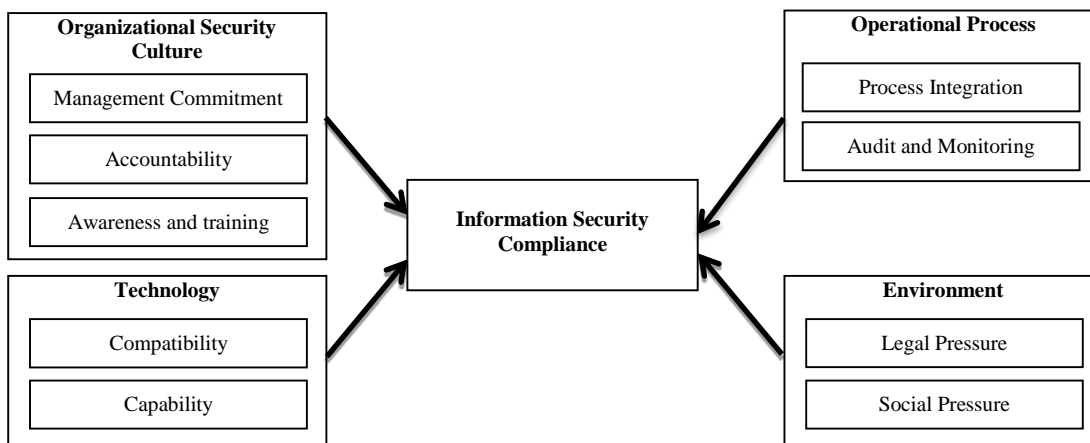 Organizational Security
Culture
Management Commitment
Accountability
Awareness and training
Technology
Compatibility
Capability
Information Security
Compliance
Operational Process
Process Integration
Audit and Monitoring
Environment
Legal Pressure
Social Pressure